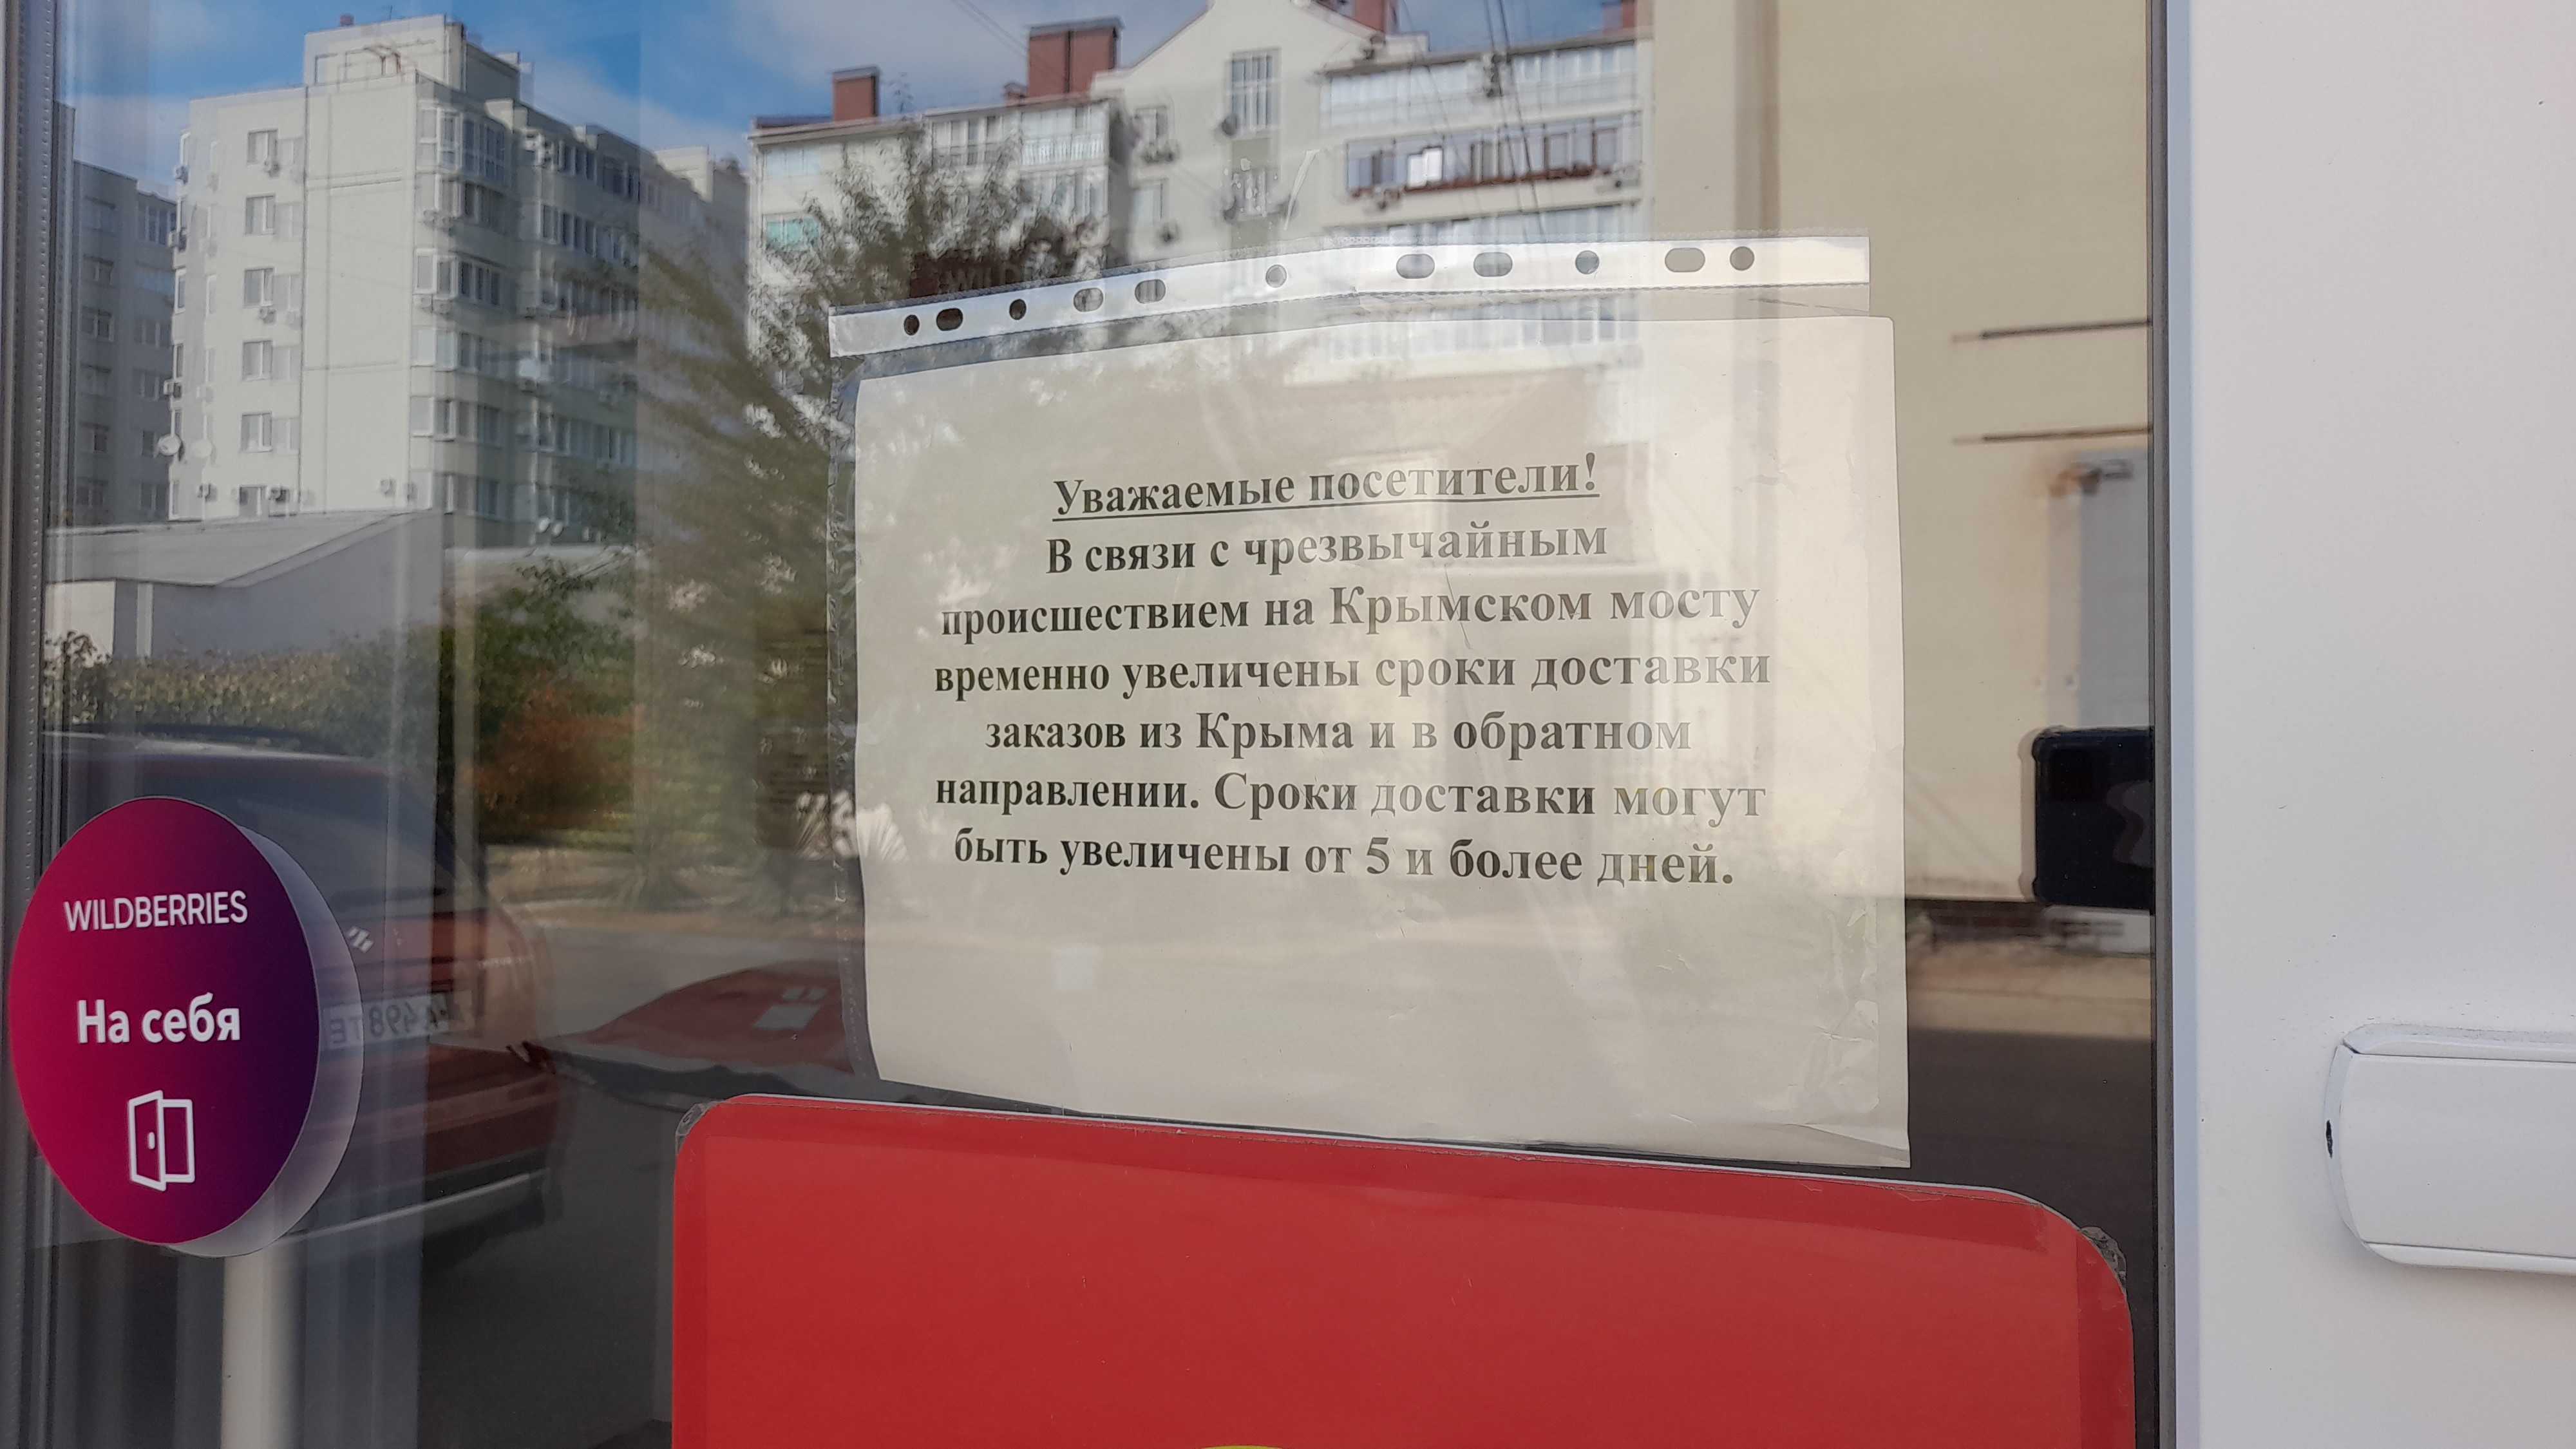 Уважаемые посетители!
В связи с чрезвычайным
происшествием на Крымском мосту
временно увеличены сроки доставки
заказов из Крыма и в обратном
направлении. Сроки доставки могут
быть увеличены от 5 и более дней.
WILDBERRIES
На себя